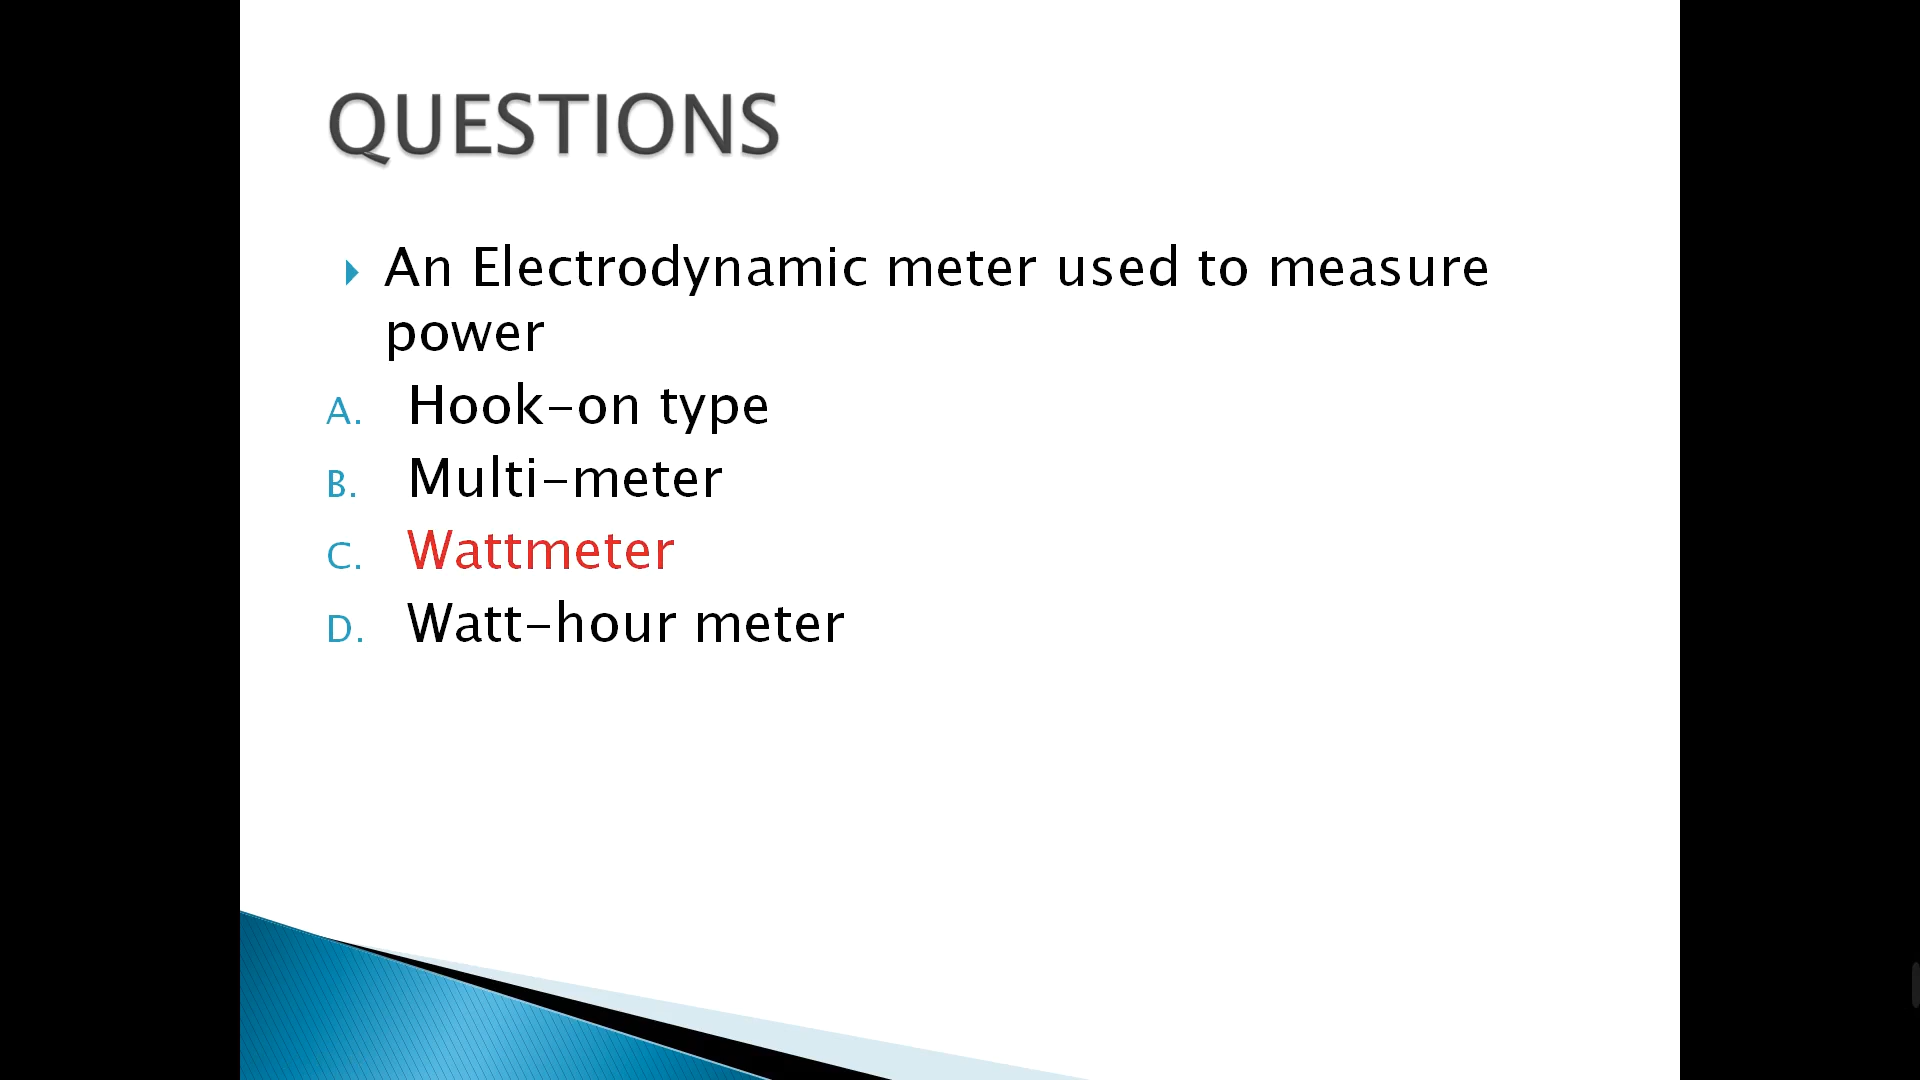 QUESTIONS
An Electrodynamic meter used to measure
power
A. Hook-on type
B. Multi-meter
C. Wattmeter
D. Watt-hour meter